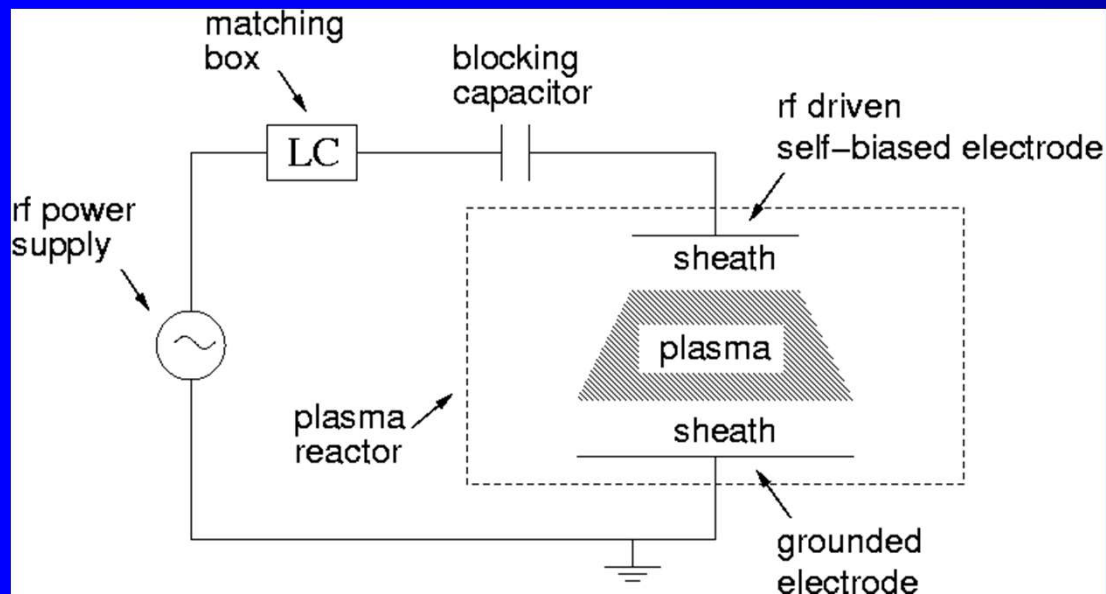 matching
box
blocking
capacitor
rf driven
self−biased electrode
LC
rf power
supply
sheath
plasma
plasma
reactor
sheath
grounded
electrode